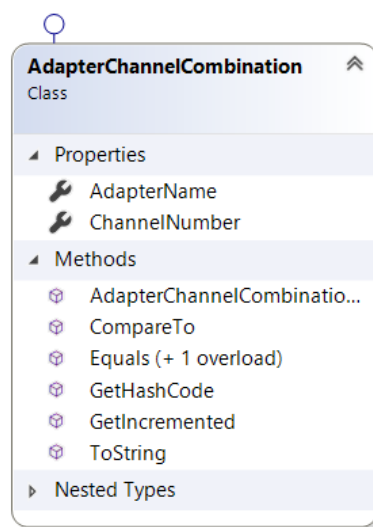 AdapterChannelCombination
Class
Properties
AdapterName
ChannelNumber
Methods
AdapterChannelCombinatio...
CompareTo
Equals (+ 1 overload)
GetHashCode
GetIncremented
ToString
Nested Types